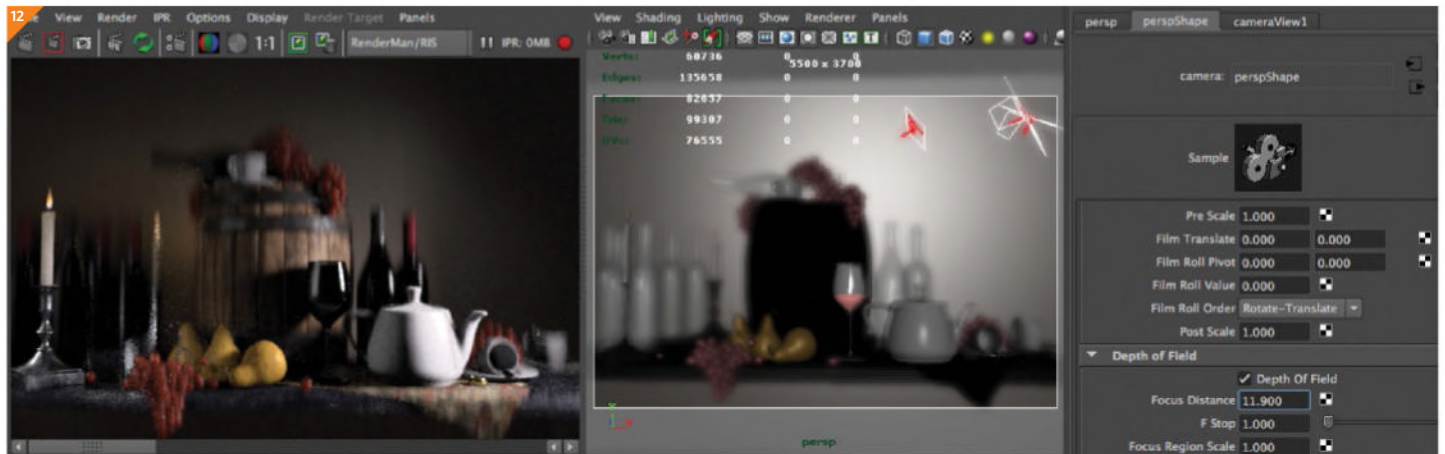 12
View Render IPR Options Display Render Target Panels
1:1 RenderMan/RIS IPR: 0MB
View Shading Lighting Show Renderer Panels
Verts: 60736 0 0
5500 x 3700
Edges: 135658 0 0
Faces: 82657 0 0
Tris: 99307 0 0
UVs: 76555 0 0
persp
persp perspShape cameraView1
camera: perspShape
Sample
Pre Scale 1.000
Film Translate 0.000 0.000
Film Roll Pivot 0.000 0.000
Film Roll Value 0.000
Film Roll Order Rotate-Translate
Post Scale 1.000
Depth of Field
Depth Of Field
Focus Distance 11.900
F Stop 1.000
Focus Region Scale 1.000